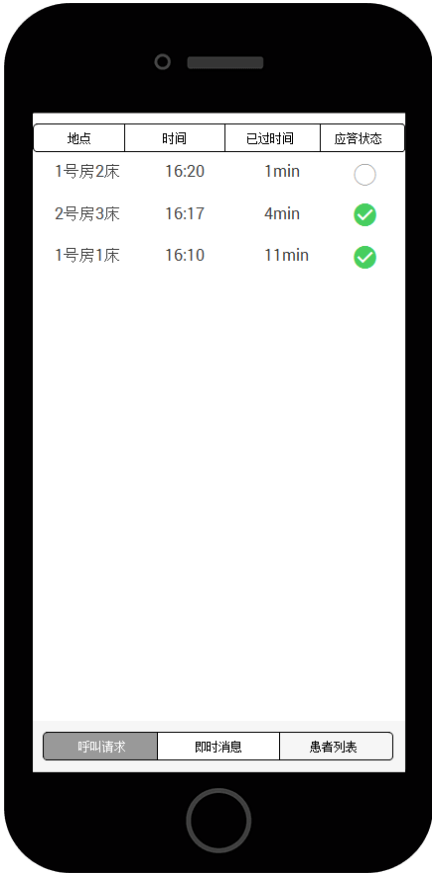 地点 时间 已过时间 应答状态
1号房2床 16:20 1min
2号房3床 16:17 4min
1号房1床 16:10 11min
呼叫请求 即时消息 患者列表